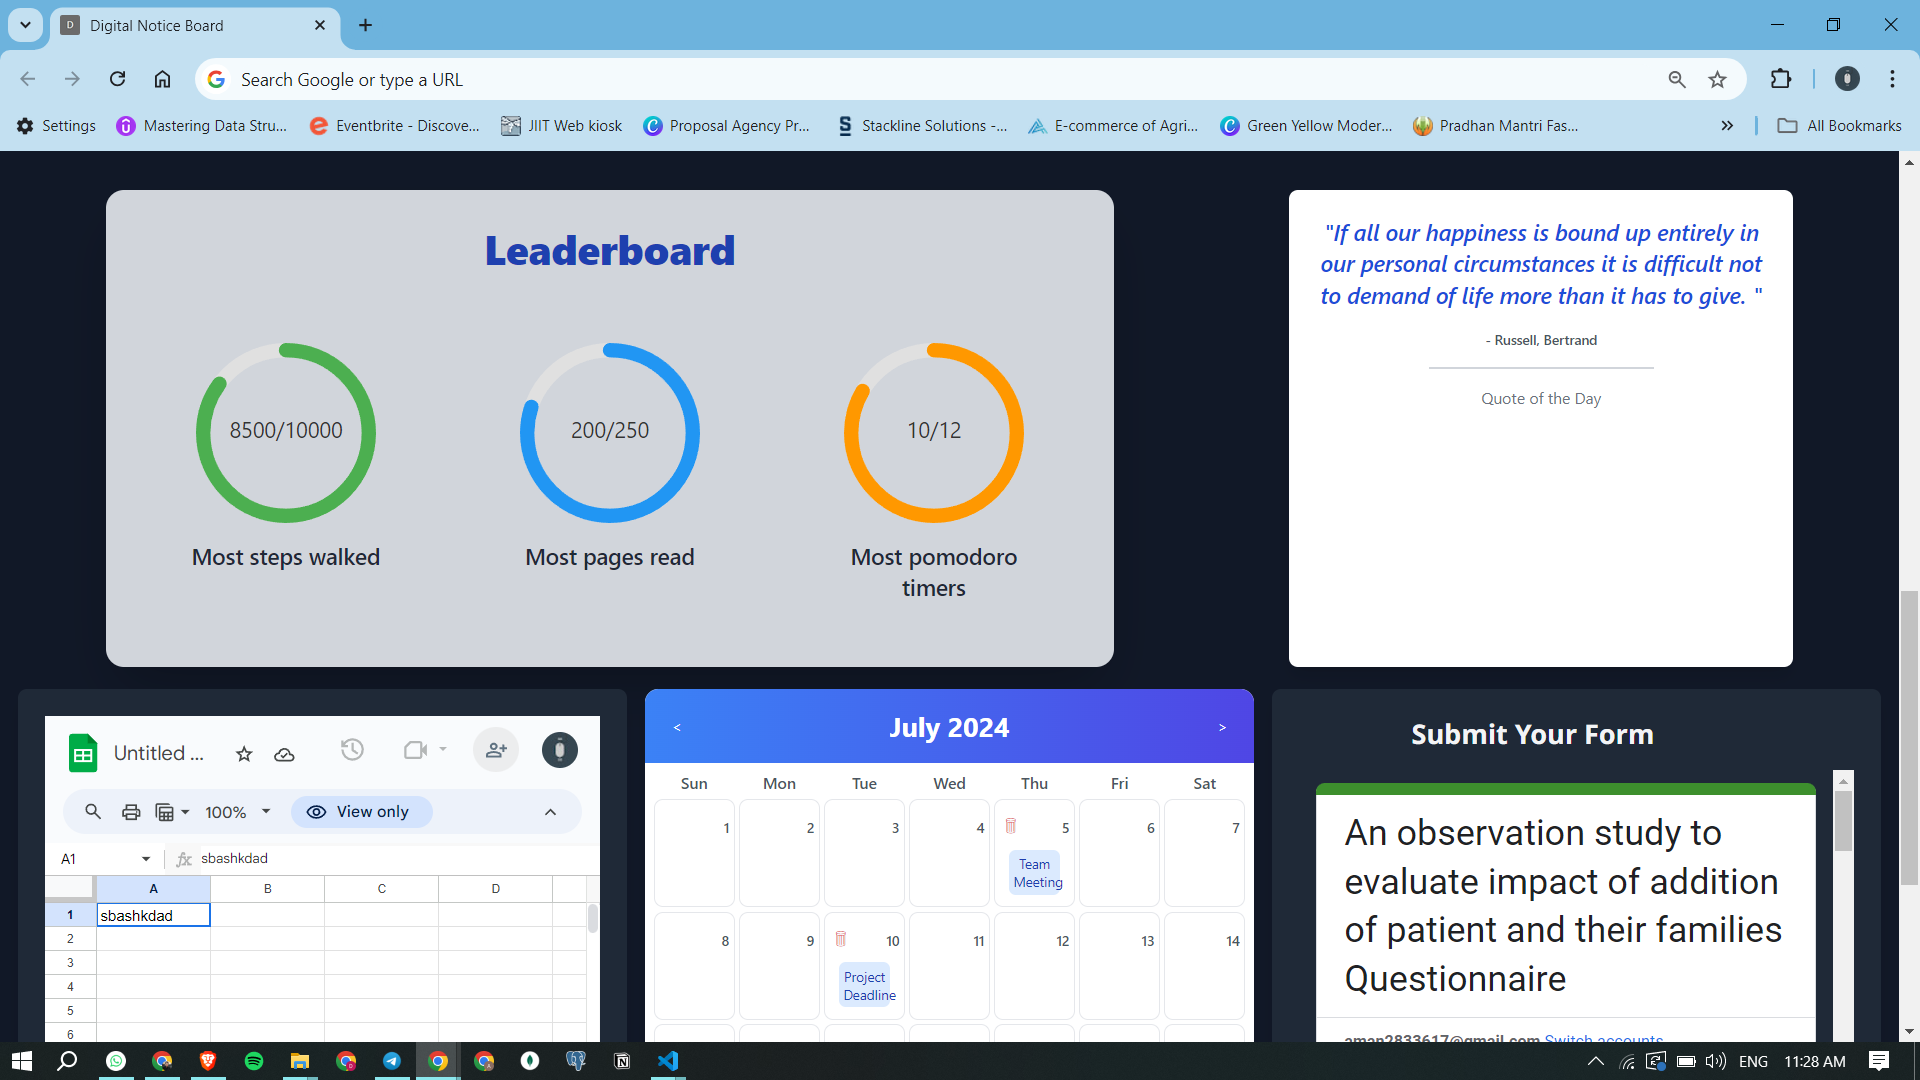 Digital Notice Board
Search Google or type a URL
Settings
Mastering Data Stru...
Eventbrite - Discove...
JIIT Web kiosk
Proposal Agency Pr...
Stackline Solutions -...
E-commerce of Agri...
Green Yellow Moder...
Pradhan Mantri Fas...
All Bookmarks
Leaderboard
8500/10000
200/250
10/12
Most steps walked
Most pages read
Most pomodoro
timers
"If all our happiness is bound up entirely in
our personal circumstances it is difficult not
to demand of life more than it has to give. "
- Russell, Bertrand
Quote of the Day
Untitled ...
100%
View only
A1
fx
sbashkdad
A B C D
1 sbashkdad
2
3
4
5
6
< July 2024 >
Sun Mon Tue Wed Thu Fri Sat
1 2 3 4 5 6 7
Team
Meeting
8 9 10 11 12 13 14
Project
Deadline
Submit Your Form
An observation study to
evaluate impact of addition
of patient and their families
Questionnaire
aman2833617@gmail.com Switch accounts
ENG 11:28 AM